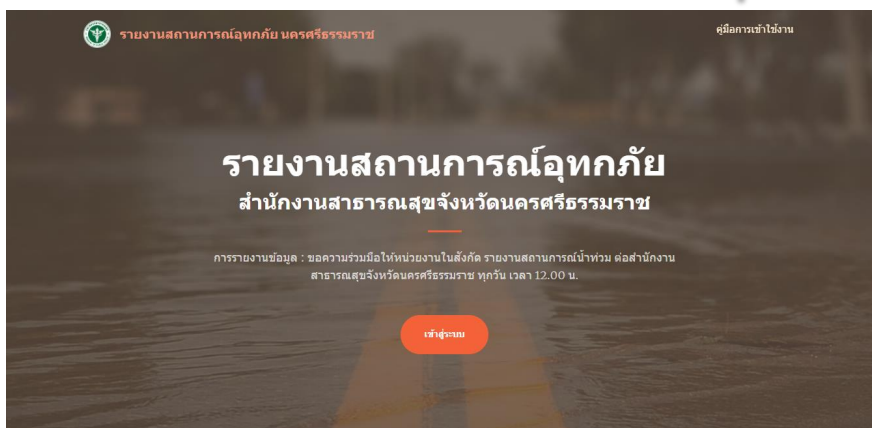 รายงานสถานการณ์อุทกภัย นครศรีธรรมราช
คู่มือการเข้าใช้งาน
รายงานสถานการณ์อุทกภัย
สำนักงานสาธารณสุขจังหวัดนครศรีธรรมราช
การรายงานข้อมูล : ขอความร่วมมือให้หน่วยงานในสังกัด รายงานสถานการณ์น้ำท่วม ต่อสำนักงาน
สาธารณสุขจังหวัดนครศรีธรรมราช ทุกวัน เวลา 12.00 น.
เข้าสู่ระบบ